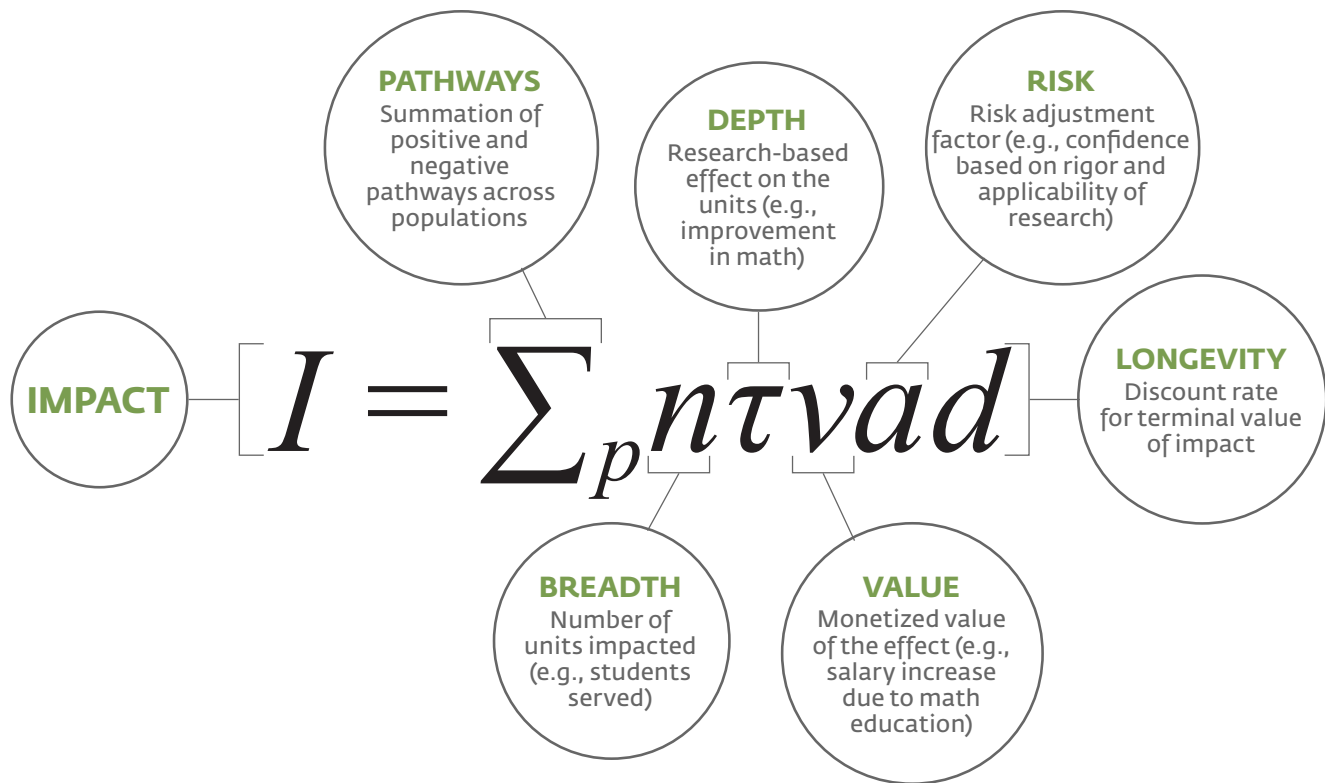 PATHWAYS
Summation of
positive and
negative
pathways across
populations
DEPTH
Research-based
effect on the
units (e.g.,
improvement
in math)
RISK
Risk adjustment
factor (e.g., confidence
based on rigor and
applicability of
research)
IMPACT
I = ∑p nτvad
LONGEVITY
Discount rate
for terminal value
of impact
BREADTH
Number of
units impacted
(e.g., students
served)
VALUE
Monetized value
of the effect (e.g.,
salary increase
due to math
education)